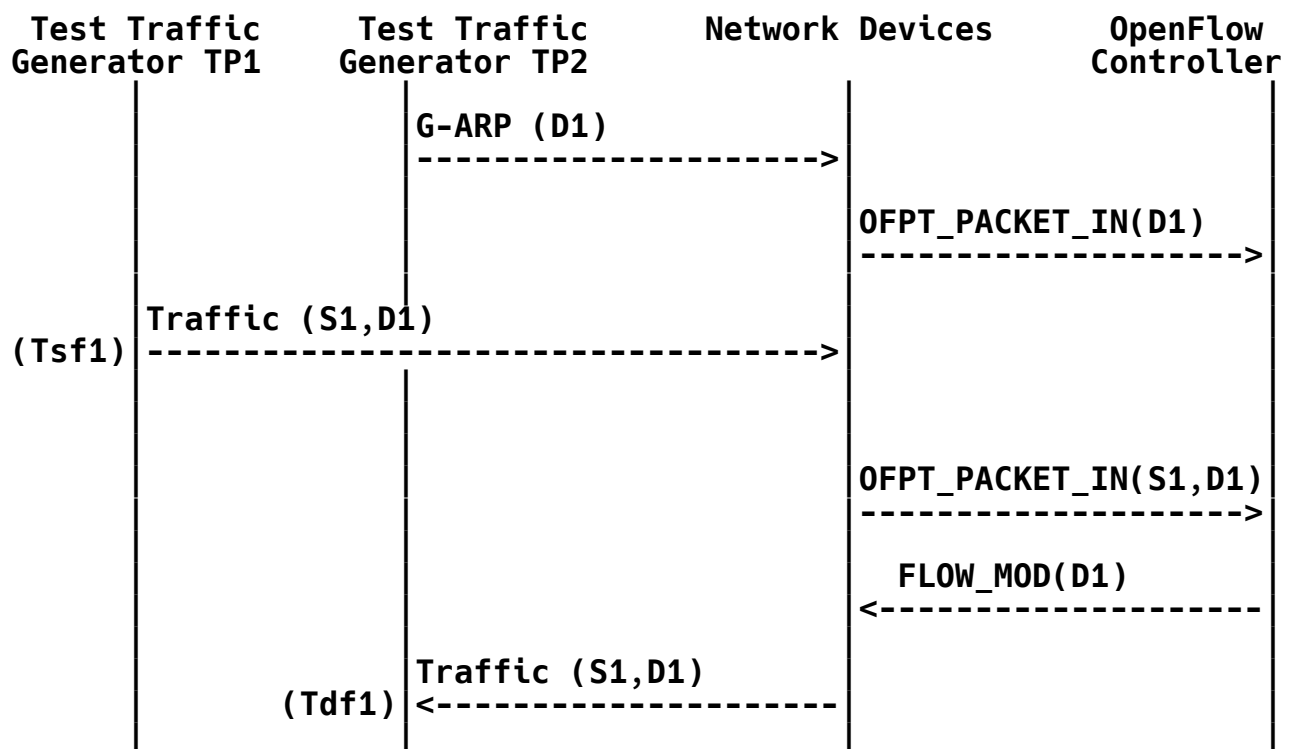 Test Traffic Test Traffic Network Devices OpenFlow
Generator TP1 Generator TP2 Controller
G-ARP (D1)
--------------------->
OFPT_PACKET_IN(D1)
-------------------->
Traffic (S1,D1)
(Tsf1) ----------------------------------->
OFPT_PACKET_IN(S1,D1)
-------------------->
FLOW_MOD(D1)
<--------------------
Traffic (S1,D1)
(Tdf1) <---------------------